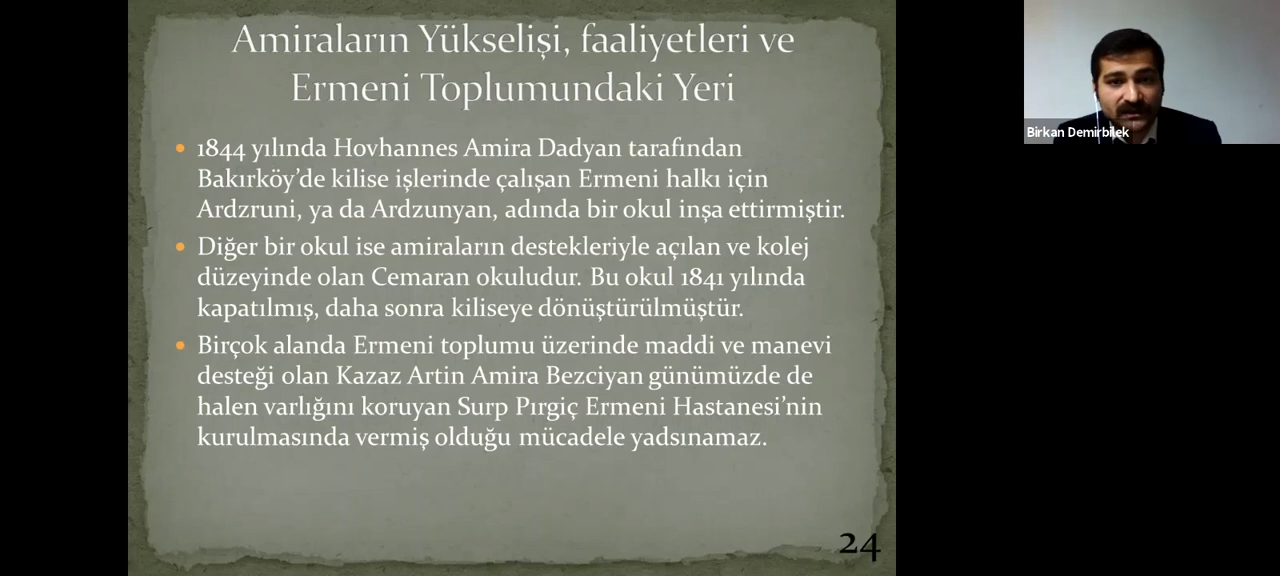 Amiraların Yükselişi, faaliyetleri ve
Ermeni Toplumundaki Yeri
1844 yılında Hovhannes Amira Dadyan tarafından
Bakırköy'de kilise işlerinde çalışan Ermeni halkı için
Ardzruni, ya da Ardzunyan, adında bir okul inşa ettirmiştir.
Diğer bir okul ise amiraların destekleriyle açılan ve kolej
düzeyinde olan Cemaran okuludur. Bu okul 1841 yılında
kapatılmış, daha sonra kiliseye dönüştürülmüştür.
Birçok alanda Ermeni toplumu üzerinde maddi ve manevi
desteği olan Kazaz Artin Amira Bezciyan günümüzde de
halen varlığını koruyan Surp Pırgiç Ermeni Hastanesi'nin
kurulmasında vermiş olduğu mücadele yadsınamaz.
24
Birkan Demirbilek